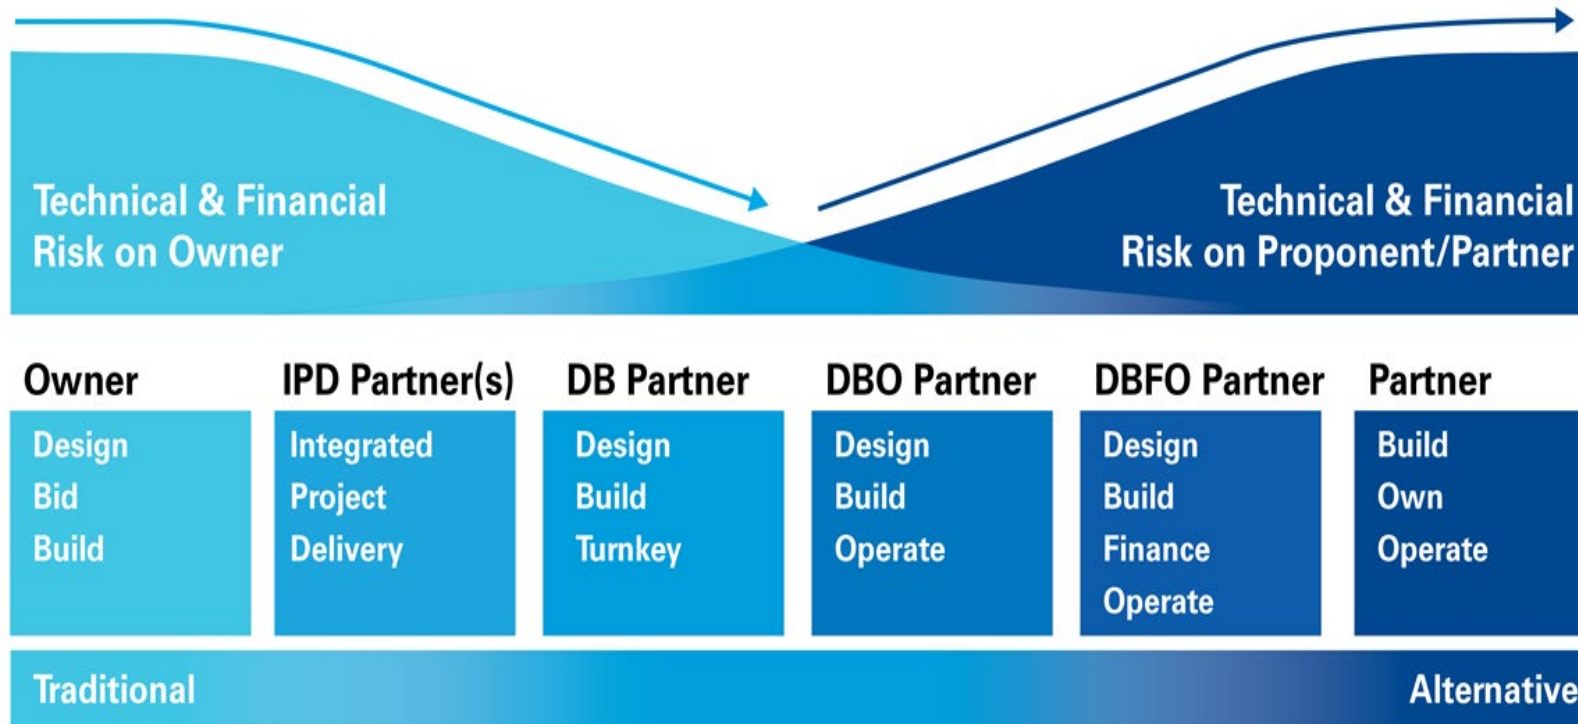 Technical & Financial
Risk on Owner
Technical & Financial
Risk on Proponent/Partner
Owner
Design
Bid
Build
IPD Partner(s)
Integrated
Project
Delivery
DB Partner
Design
Build
Turnkey
DBO Partner
Design
Build
Operate
DBFO Partner
Design
Build
Finance
Operate
Partner
Build
Own
Operate
Traditional
Alternative